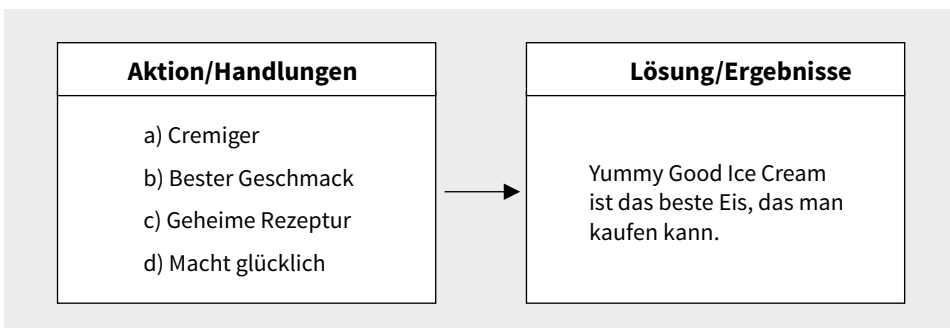 Aktion/Handlungen
a) Cremiger
b) Bester Geschmack
c) Geheime Rezeptur
d) Macht glücklich
Lösung/Ergebnisse
Yummy Good Ice Cream
ist das beste Eis, das man
kaufen kann.